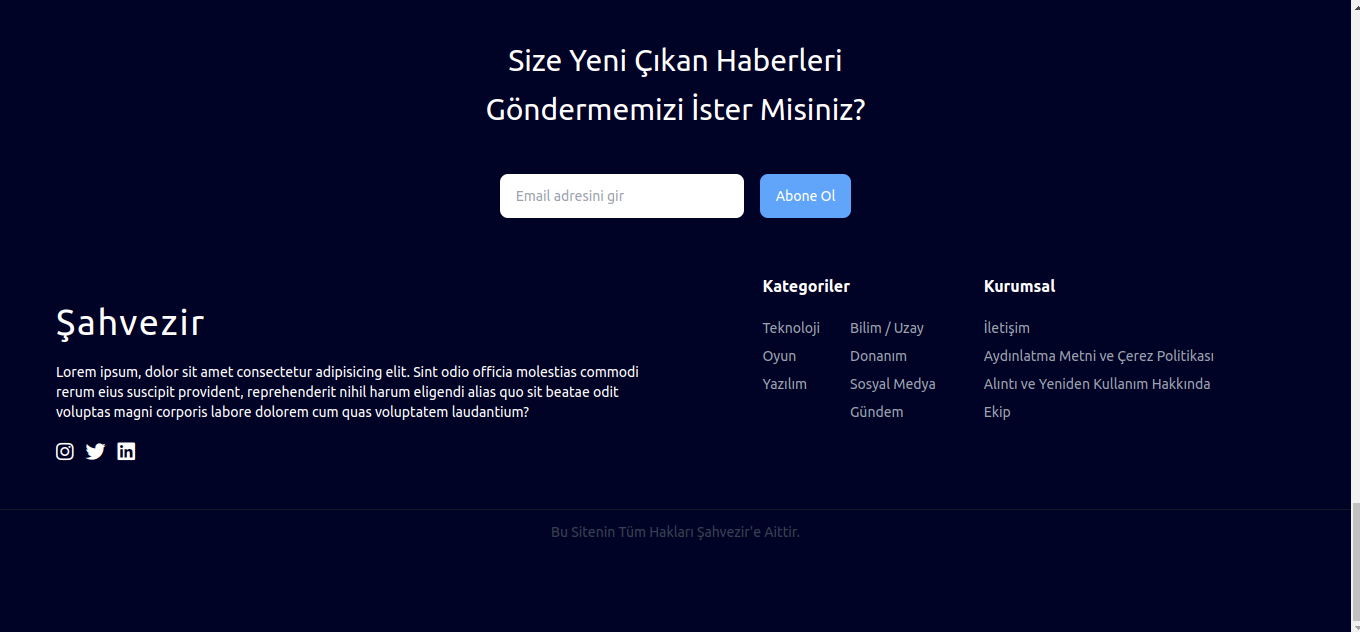 Size Yeni Çıkan Haberleri
Göndermemizi İster Misiniz?
Email adresini gir
Abone Ol
Şahvezir
Lorem ipsum, dolor sit amet consectetur adipisicing elit. Sint odio officia molestias commodi
rerum eius suscipit provident, reprehenderit nihil harum eligendi alias quo sit beatae odit
voluptas magni corporis labore dolorem cum quas voluptatem laudantium?
Kategoriler
Teknoloji
Oyun
Yazılım
Bilim / Uzay
Donanım
Sosyal Medya
Gündem
Kurumsal
İletişim
Aydınlatma Metni ve Çerez Politikası
Alıntı ve Yeniden Kullanım Hakkında
Ekip
Bu Sitenin Tüm Hakları Şahvezir'e Aittir.